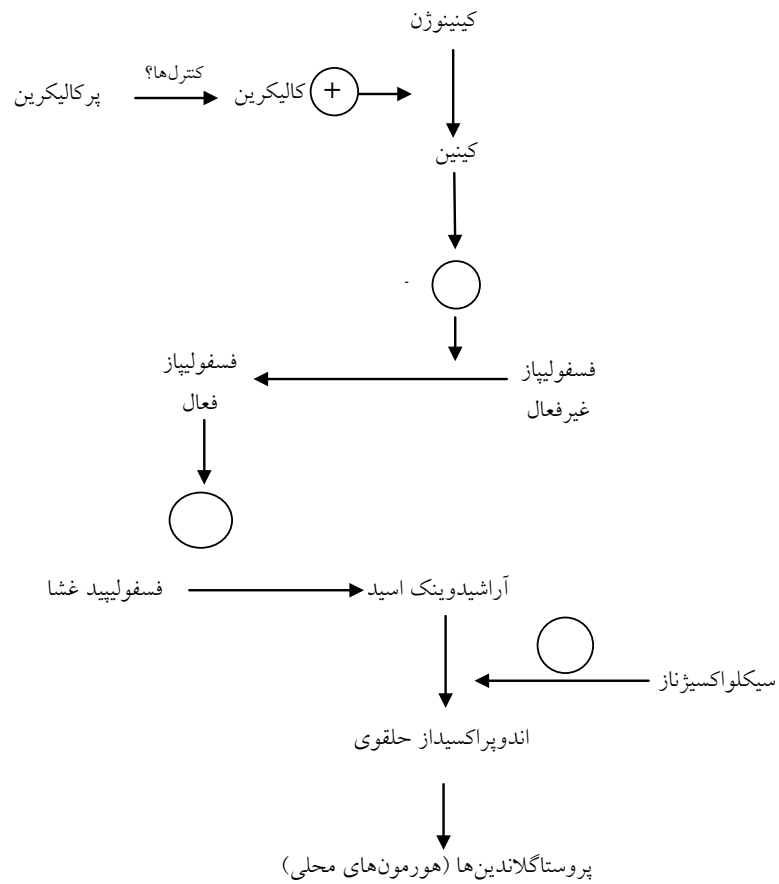 کینینوژن
کنترل‌ها؟
پرکالیکرین
کالیکرین
+
کینین
-
فسفولیپاز
فعال
فسفولیپاز
غیرفعال
فسفولیپید غشا
آراشیدوینک اسید
سیکلواکسیژناز
اندوپراکسیداز حلقوی
پروستاگلاندین‌ها (هورمون‌های محلی)